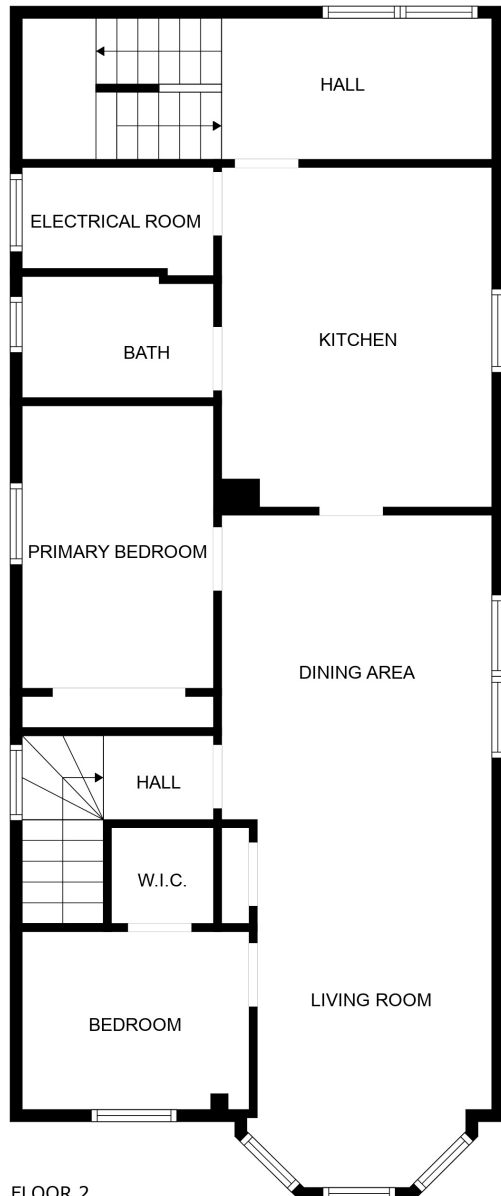 HALL
ELECTRICAL ROOM
KITCHEN
BATH
PRIMARY BEDROOM
DINING AREA
HALL
W.I.C.
LIVING ROOM
BEDROOM
FLOOR 2